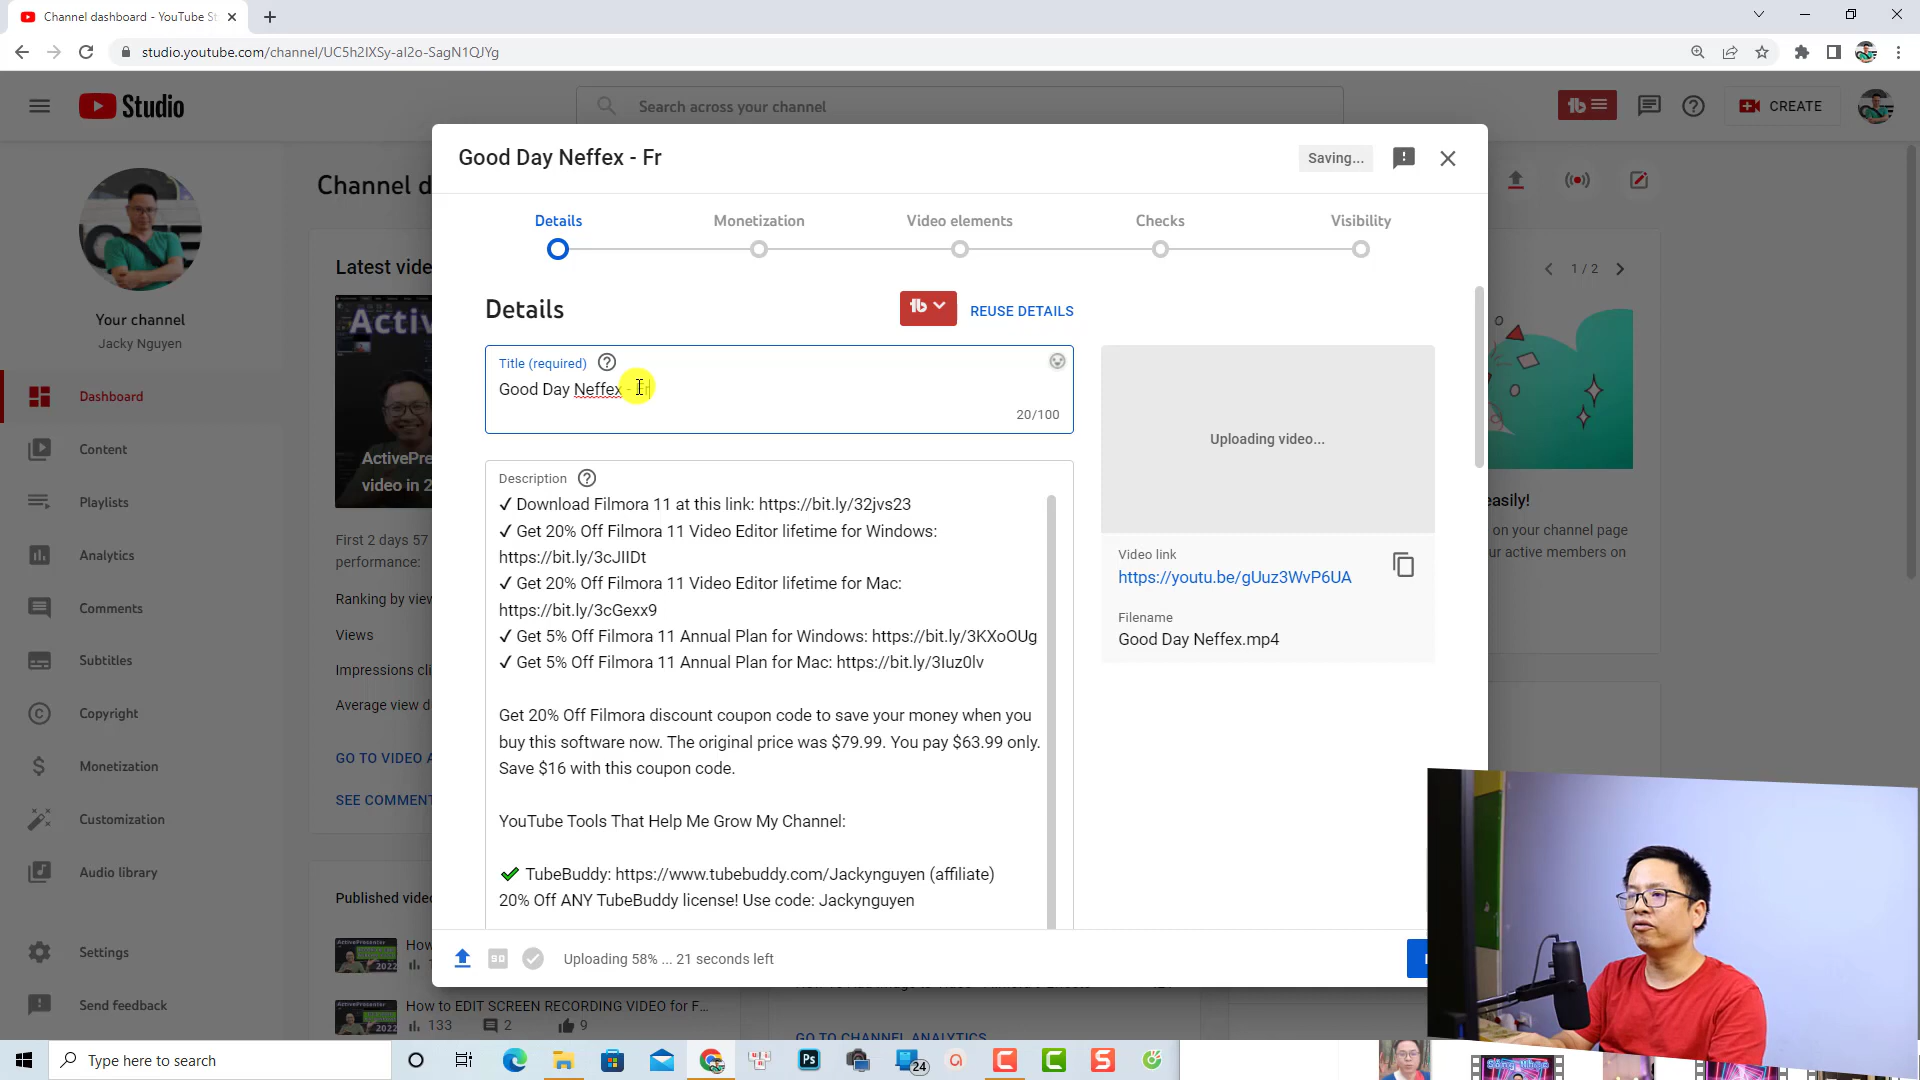 Channel dashboard - YouTube St
studio.youtube.com/channel/UC5h2IXSy-al2o-SagN1QJYg
Studio
Search across your channel
CREATE
Your channel
Jacky Nguyen
Dashboard
Content
Playlists
Analytics
Comments
Subtitles
Copyright
Monetization
Customization
Audio library
Settings
Send feedback
Channel d
Latest vide
ActivePre
video in 2
First 2 days 57
performance:
Ranking by view
Views
Impressions cli
Average view d
GO TO VIDEO A
SEE COMMENT
Published video
How
How to EDIT SCREEN RECORDING VIDEO for F...
133 2 9
Good Day Neffex - Fr
Saving...
Details
Monetization
Video elements
Checks
Visibility
Details
tb
REUSE DETAILS
Title (required)
Good Day Neffex - Fr
20/100
Description
✓ Download Filmora 11 at this link: https://bit.ly/32jvs23
✓ Get 20% Off Filmora 11 Video Editor lifetime for Windows:
https://bit.ly/3cJIIDt
✓ Get 20% Off Filmora 11 Video Editor lifetime for Mac:
https://bit.ly/3cGexx9
✓ Get 5% Off Filmora 11 Annual Plan for Windows: https://bit.ly/3KXoOUg
✓ Get 5% Off Filmora 11 Annual Plan for Mac: https://bit.ly/3Iuz0lv
Get 20% Off Filmora discount coupon code to save your money when you
buy this software now. The original price was $79.99. You pay $63.99 only.
Save $16 with this coupon code.
YouTube Tools That Help Me Grow My Channel:
✔ TubeBuddy: https://www.tubebuddy.com/Jackynguyen (affiliate)
20% Off ANY TubeBuddy license! Use code: Jackynguyen
Uploading video...
Video link
https://youtu.be/gUuz3WvP6UA
Filename
Good Day Neffex.mp4
Uploading 58% ... 21 seconds left
1 / 2
easily!
on your channel page
ur active members on
GO TO CHANNEL ANALYTICS
Type here to search
24